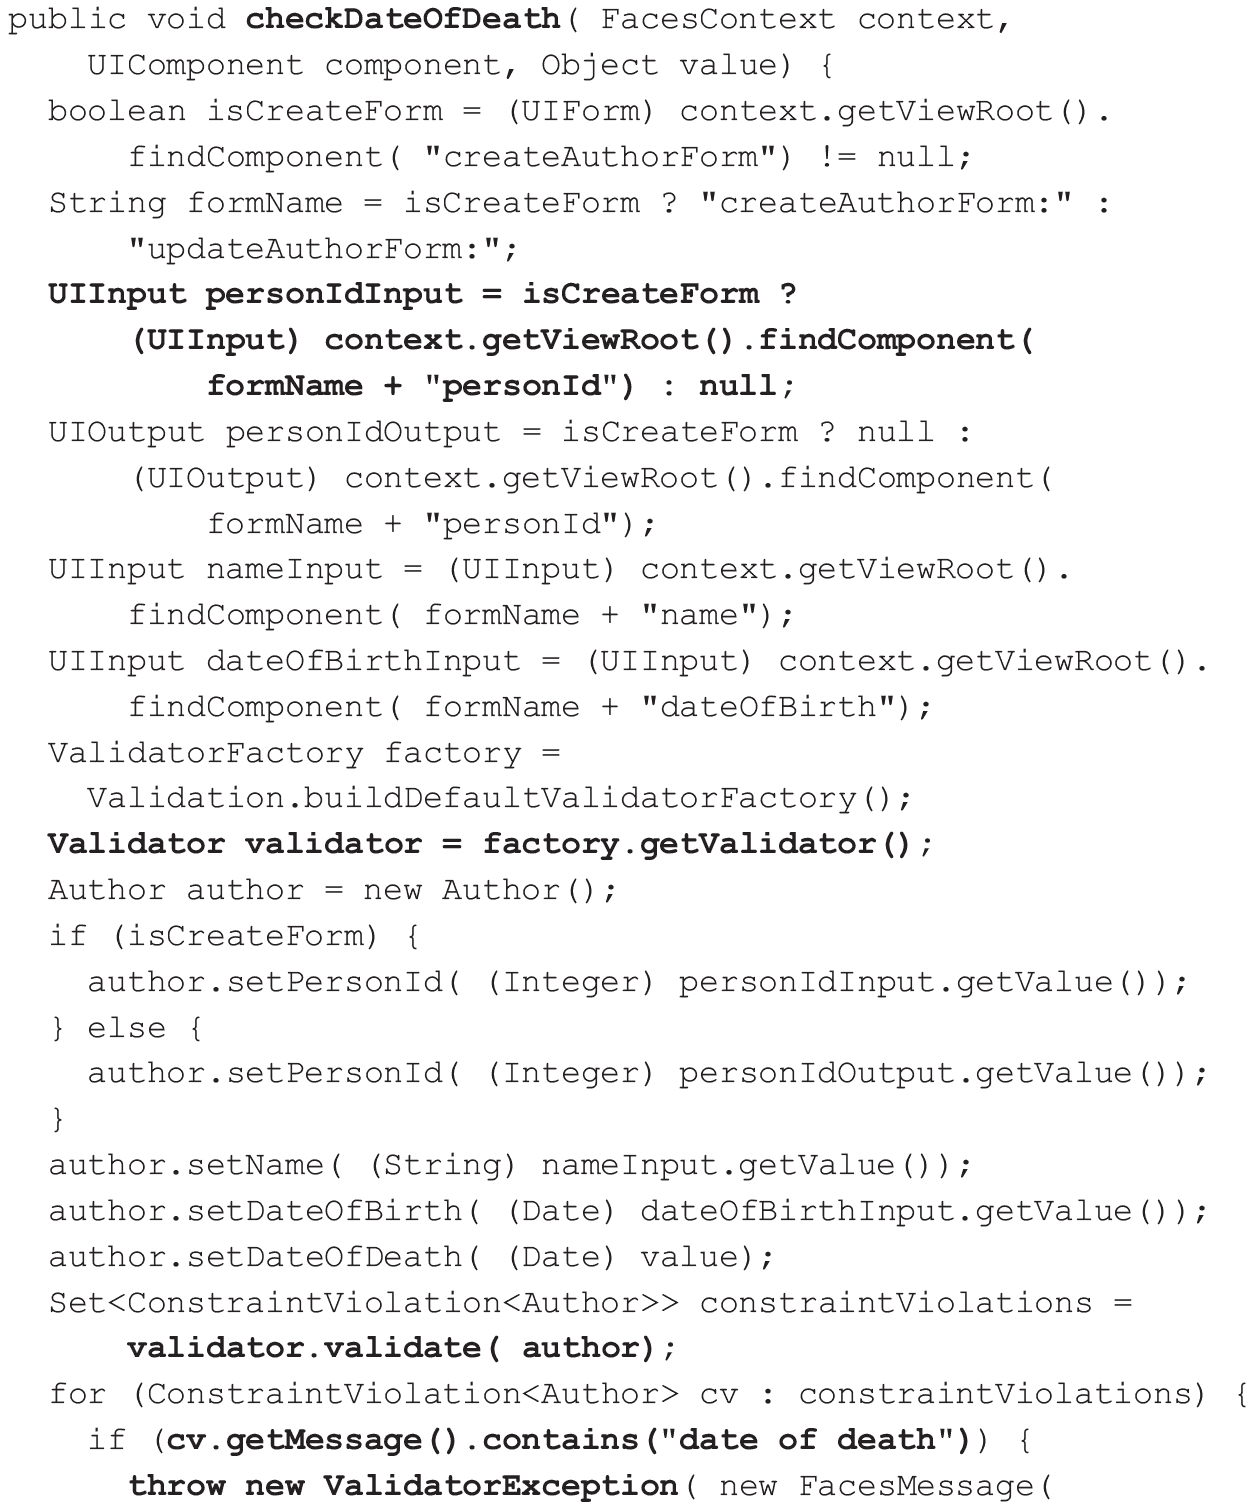 public void checkDateOfDeath( FacesContext context,
    UIComponent component, Object value) {
  boolean isCreateForm = (UIForm) context.getViewRoot().
      findComponent( "createAuthorForm") != null;
  String formName = isCreateForm ? "createAuthorForm:" :
      "updateAuthorForm:";
  UIInput personIdInput = isCreateForm ?
      (UIInput) context.getViewRoot().findComponent(
          formName + "personId") : null;
  UIOutput personIdOutput = isCreateForm ? null :
      (UIOutput) context.getViewRoot().findComponent(
          formName + "personId");
  UIInput nameInput = (UIInput) context.getViewRoot().
      findComponent( formName + "name");
  UIInput dateOfBirthInput = (UIInput) context.getViewRoot().
      findComponent( formName + "dateOfBirth");
  ValidatorFactory factory =
    Validation.buildDefaultValidatorFactory();
  Validator validator = factory.getValidator();
  Author author = new Author();
  if (isCreateForm) {
    author.setPersonId( (Integer) personIdInput.getValue());
  } else {
    author.setPersonId( (Integer) personIdOutput.getValue());
  }
  author.setName( (String) nameInput.getValue());
  author.setDateOfBirth( (Date) dateOfBirthInput.getValue());
  author.setDateOfDeath( (Date) value);
  Set<ConstraintViolation<Author>> constraintViolations =
      validator.validate( author);
  for (ConstraintViolation<Author> cv : constraintViolations) {
    if (cv.getMessage().contains("date of death")) {
      throw new ValidatorException( new FacesMessage(